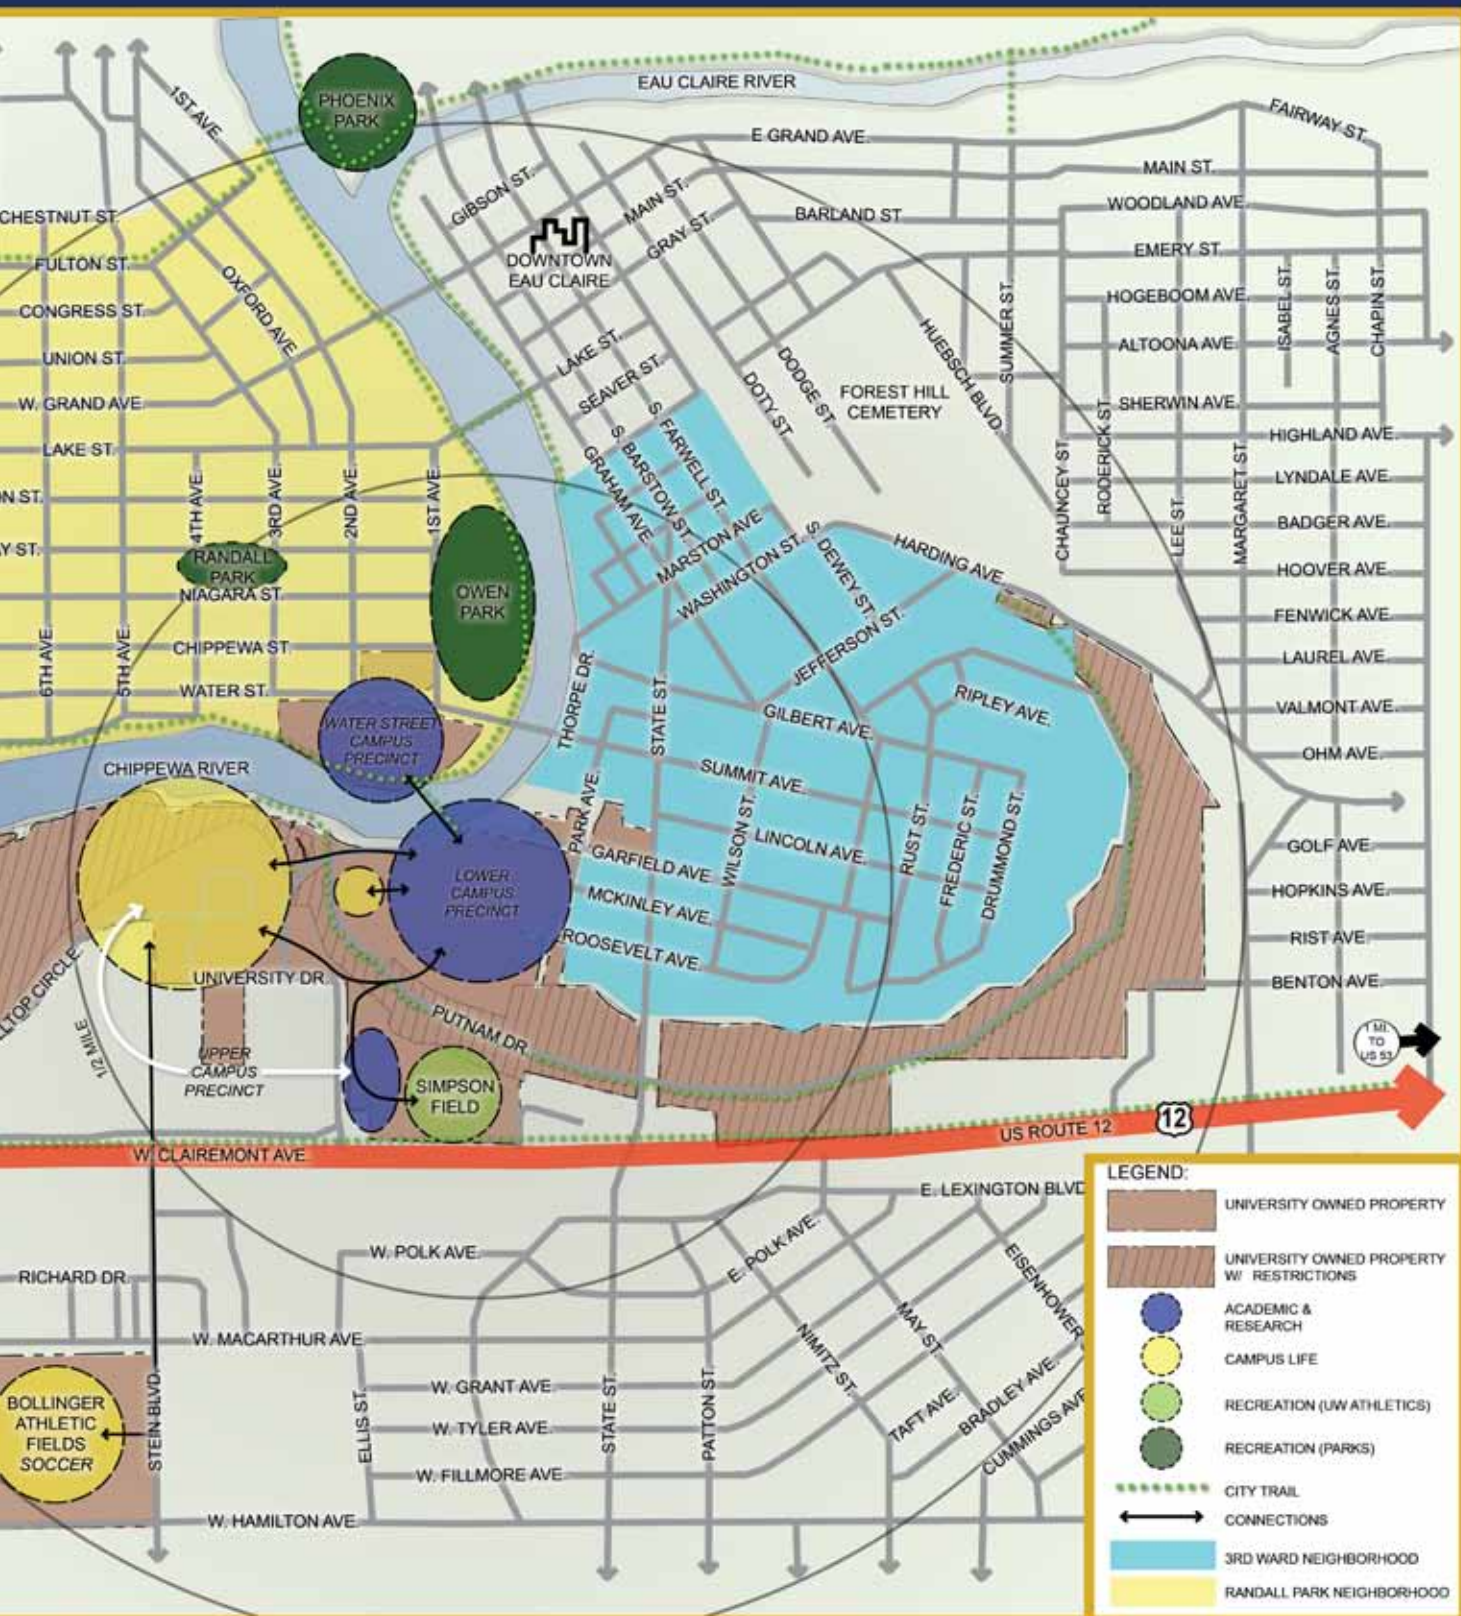 EAU CLAIRE RIVER
PHOENIX
PARK
1ST AVE.
E GRAND AVE.
FAIRWAY ST.
MAIN ST.
GIBSON ST.
MAIN ST.
GRAY ST.
BARLAND ST
WOODLAND AVE.
CHESTNUT ST.
DOWNTOWN
EAU CLAIRE
EMERY ST.
FULTON ST.
OXFORD AVE
CONGRESS ST.
HOGEBOOM AVE.
ISABEL ST.
AGNES ST.
CHAPIN ST.
SUMMER ST.
HUEBSCH BLVD.
ALTOONA AVE.
UNION ST.
LAKE ST.
SEAVER ST.
DODGE ST.
DOTY ST.
FOREST HILL
CEMETERY
W. GRAND AVE.
SHERWIN AVE.
RODERICK ST.
CHAUNCEY ST.
HIGHLAND AVE.
LAKE ST.
S. FARWELL ST.
S. BARSTOW ST.
GRAHAM AVE
LYNDALE AVE.
4TH AVE.
3RD AVE.
2ND AVE.
1ST AVE.
ON ST.
LEE ST.
MARGARET ST.
BADGER AVE.
AY ST.
MARSTON AVE
WASHINGTON ST.
S. DEWEY ST.
HARDING AVE.
RANDALL
PARK
HOOVER AVE.
NIAGARA ST.
OWEN
PARK
FENWICK AVE.
JEFFERSON ST.
6TH AVE.
5TH AVE.
CHIPPEWA ST.
LAUREL AVE.
WATER ST.
THORPE DR.
STATE ST.
RIPLEY AVE.
GILBERT AVE.
VALMONT AVE.
WATER STREET
CAMPUS
PRECINCT
OHM AVE.
CHIPPEWA RIVER
SUMMIT AVE.
PARK AVE.
WILSON ST.
RUST ST.
FREDERIC ST.
DRUMMOND ST.
LINCOLN AVE.
GOLF AVE.
GARFIELD AVE.
LOWER
CAMPUS
PRECINCT
MCKINLEY AVE.
HOPKINS AVE.
ROOSEVELT AVE.
RIST AVE.
LLTOP CIRCLE
UNIVERSITY DR.
BENTON AVE.
1/2 MILE
PUTNAM DR.
UPPER
CAMPUS
PRECINCT
SIMPSON
FIELD
1 MI.
TO
US 53
12
US ROUTE 12
W. CLAIREMONT AVE
E. LEXINGTON BLVD
W. POLK AVE.
E. POLK AVE.
EISENHOWER
RICHARD DR.
W. MACARTHUR AVE.
MAY ST.
NIMITZ ST.
BOLLINGER
ATHLETIC
FIELDS
SOCCER
STEIN BLVD.
ELLIS ST.
W. GRANT AVE.
STATE ST.
PATTON ST.
TAFT AVE.
BRADLEY AVE.
CUMMINGS AVE
W. TYLER AVE.
W. FILLMORE AVE.
W. HAMILTON AVE.
LEGEND:
UNIVERSITY OWNED PROPERTY
UNIVERSITY OWNED PROPERTY
W/ RESTRICTIONS
ACADEMIC &
RESEARCH
CAMPUS LIFE
RECREATION (UW ATHLETICS)
RECREATION (PARKS)
CITY TRAIL
CONNECTIONS
3RD WARD NEIGHBORHOOD
RANDALL PARK NEIGHBORHOOD